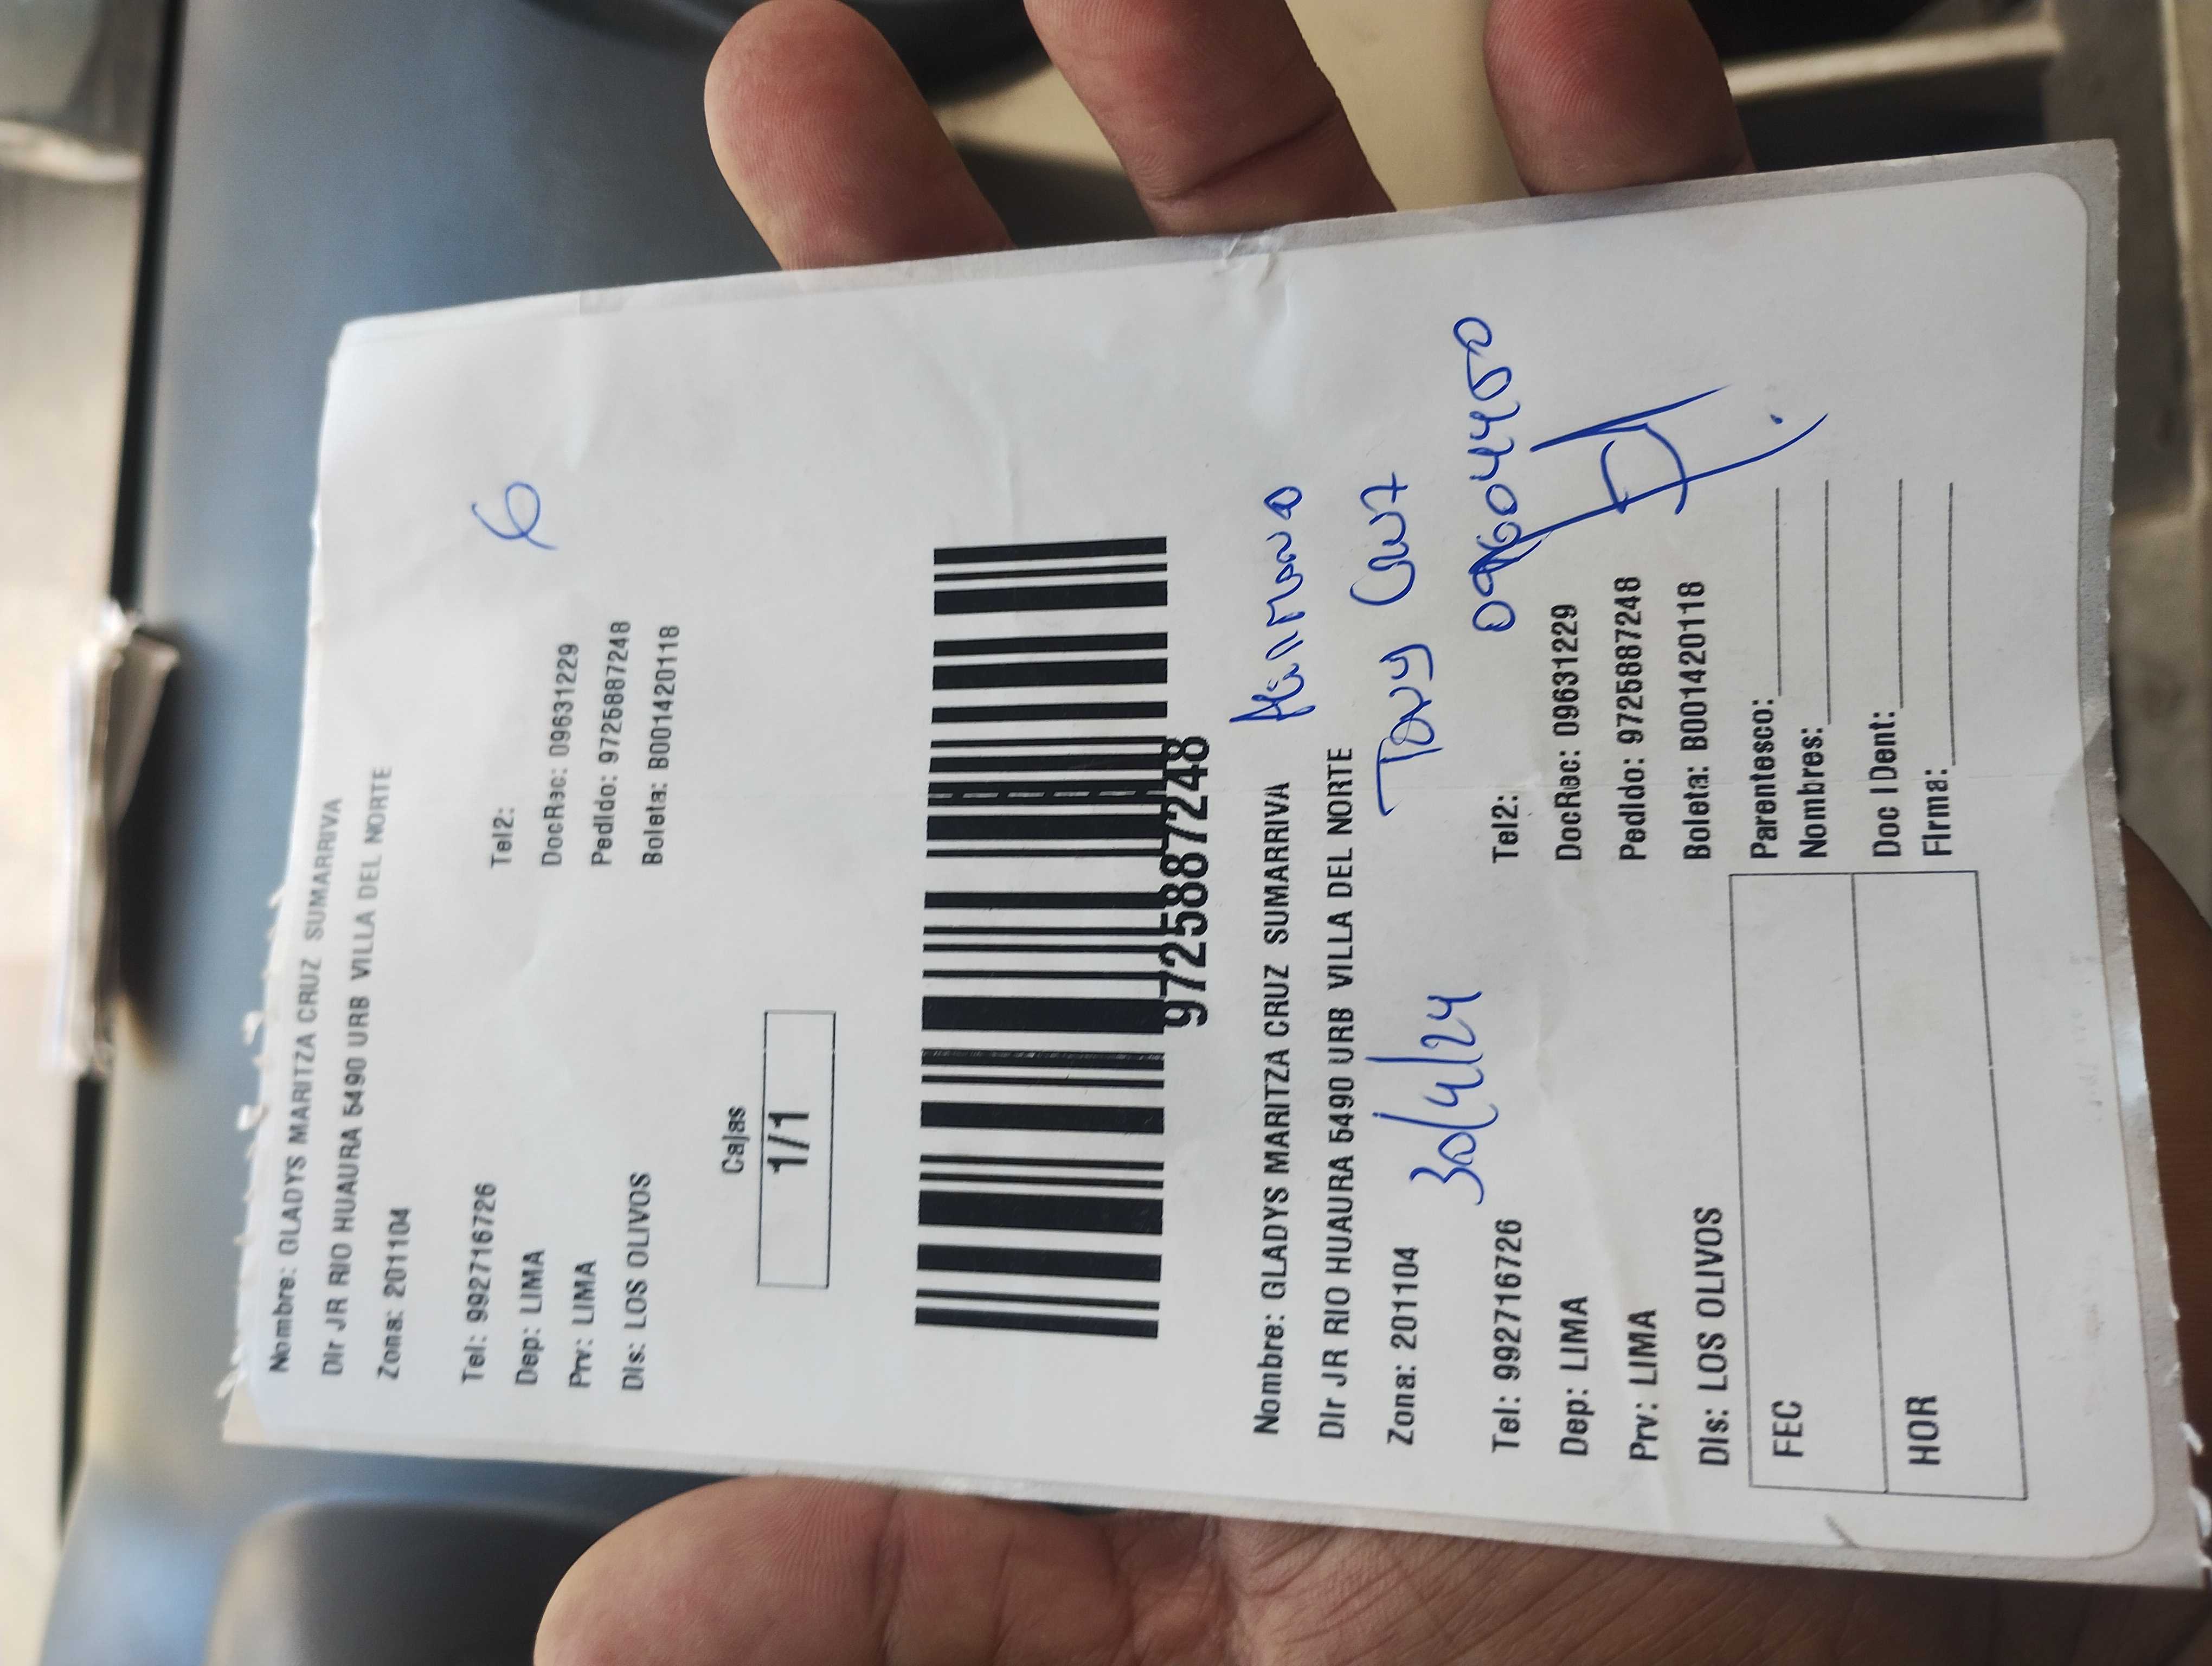 Nombre: GLADYS MARITZA CRUZ SUMARRIVA
Dir JR RIO HUAURA 5490 URB VILLA DEL NORTE
Zona: 201104
6
Tel: 992716726 Tel2:
Dep: LIMA DocRec: 09631229
Prv: LIMA Pedido: 9725887248
Dis: LOS OLIVOS Boleta: B001420118
Cajas
1/1
9725887248
Nombre: GLADYS MARITZA CRUZ SUMARRIVA Hermano
Dir JR RIO HUAURA 5490 URB VILLA DEL NORTE
Zona: 201104 30/4/24 Tony Cruz
Tel: 992716726 Tel2:
Dep: LIMA DocRec: 09631229
Prv: LIMA Pedido: 9725887248
Dis: LOS OLIVOS Boleta: B001420118
FEC Parentesco:
Nombres:
HOR Doc IDent:
Firma: